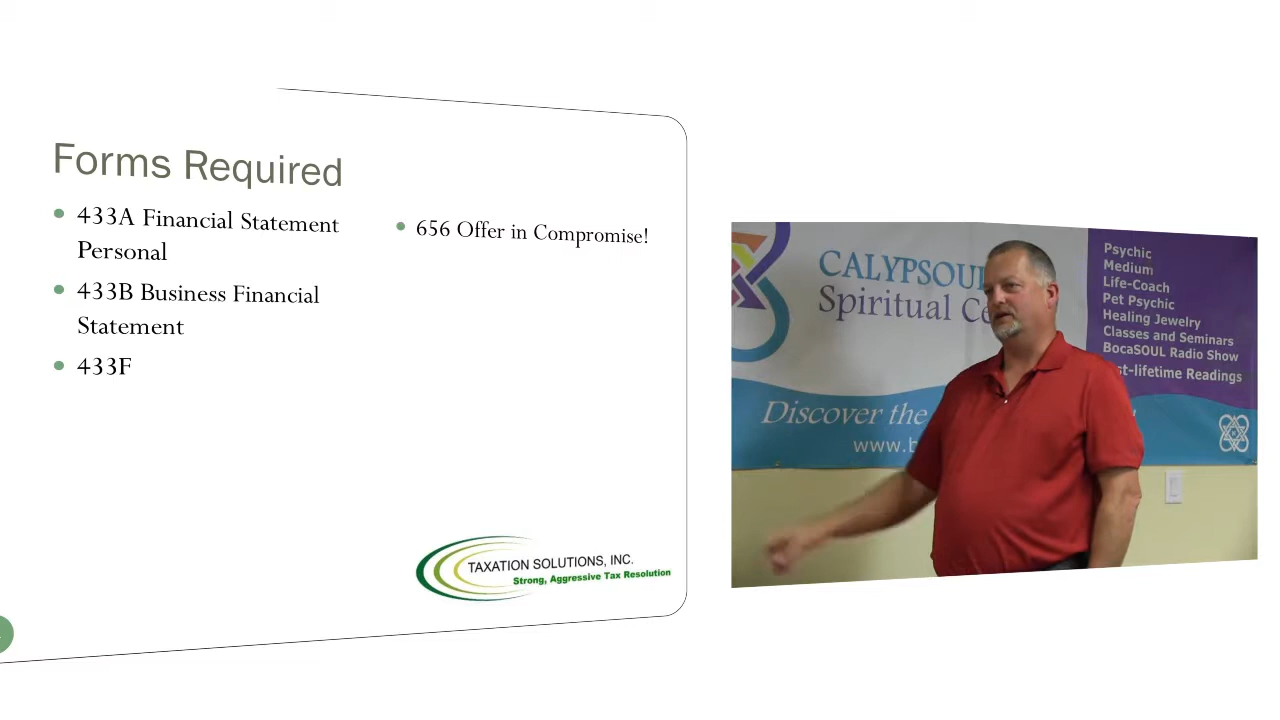 Forms Required
433A Financial Statement
Personal
433B Business Financial
Statement
433F
656 Offer in Compromise!
TAXATION SOLUTIONS, INC.
Strong, Aggressive Tax Resolution
CALYPSOU
Spiritual Ce
Discover the
www.b
Psychic
Medium
Life-Coach
Pet Psychic
Healing Jewelry
Classes and Seminars
BocaSOUL Radio Show
st-lifetime Readings